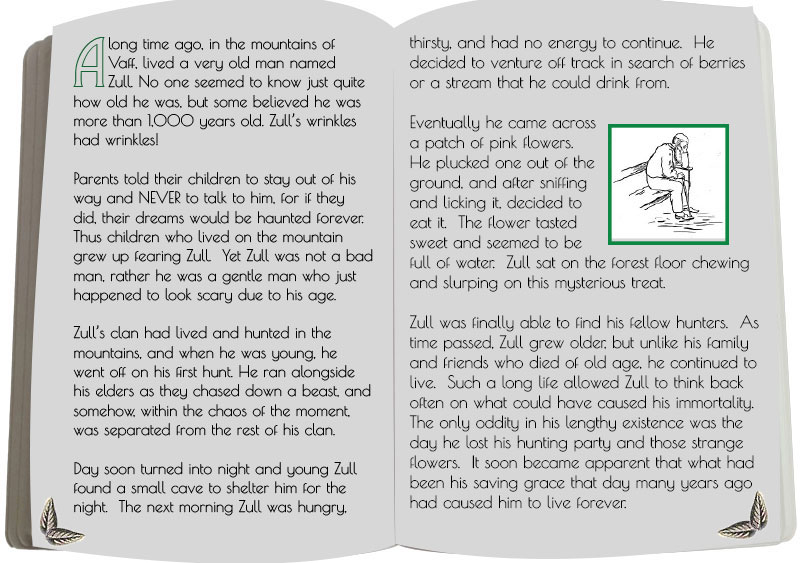 A long time ago, in the mountains of
Vaff, lived a very old man named
Zull. No one seemed to know just quite
how old he was, but some believed he was
more than 1,000 years old. Zull's wrinkles
had wrinkles!

Parents told their children to stay out of his
way and NEVER to talk to him, for if they
did, their dreams would be haunted forever.
Thus children who lived on the mountain
grew up fearing Zull. Yet Zull was not a bad
man, rather he was a gentle man who just
happened to look scary due to his age.

Zull's clan had lived and hunted in the
mountains, and when he was young, he
went off on his first hunt. He ran alongside
his elders as they chased down a beast, and
somehow, within the chaos of the moment,
was separated from the rest of his clan.

Day soon turned into night and young Zull
found a small cave to shelter him for the
night. The next morning Zull was hungry,
thirsty, and had no energy to continue. He
decided to venture off track in search of berries
or a stream that he could drink from.

Eventually he came across
a patch of pink flowers.
He plucked one out of the
ground, and after sniffing
and licking it, decided to
eat it. The flower tasted
sweet and seemed to be
full of water. Zull sat on the forest floor chewing
and slurping on this mysterious treat.

Zull was finally able to find his fellow hunters. As
time passed, Zull grew older, but unlike his family
and friends who died of old age, he continued to
live. Such a long life allowed Zull to think back
often on what could have caused his immortality.
The only oddity in his lengthy existence was the
day he lost his hunting party and those strange
flowers. It soon became apparent that what had
been his saving grace that day many years ago
had caused him to live forever.